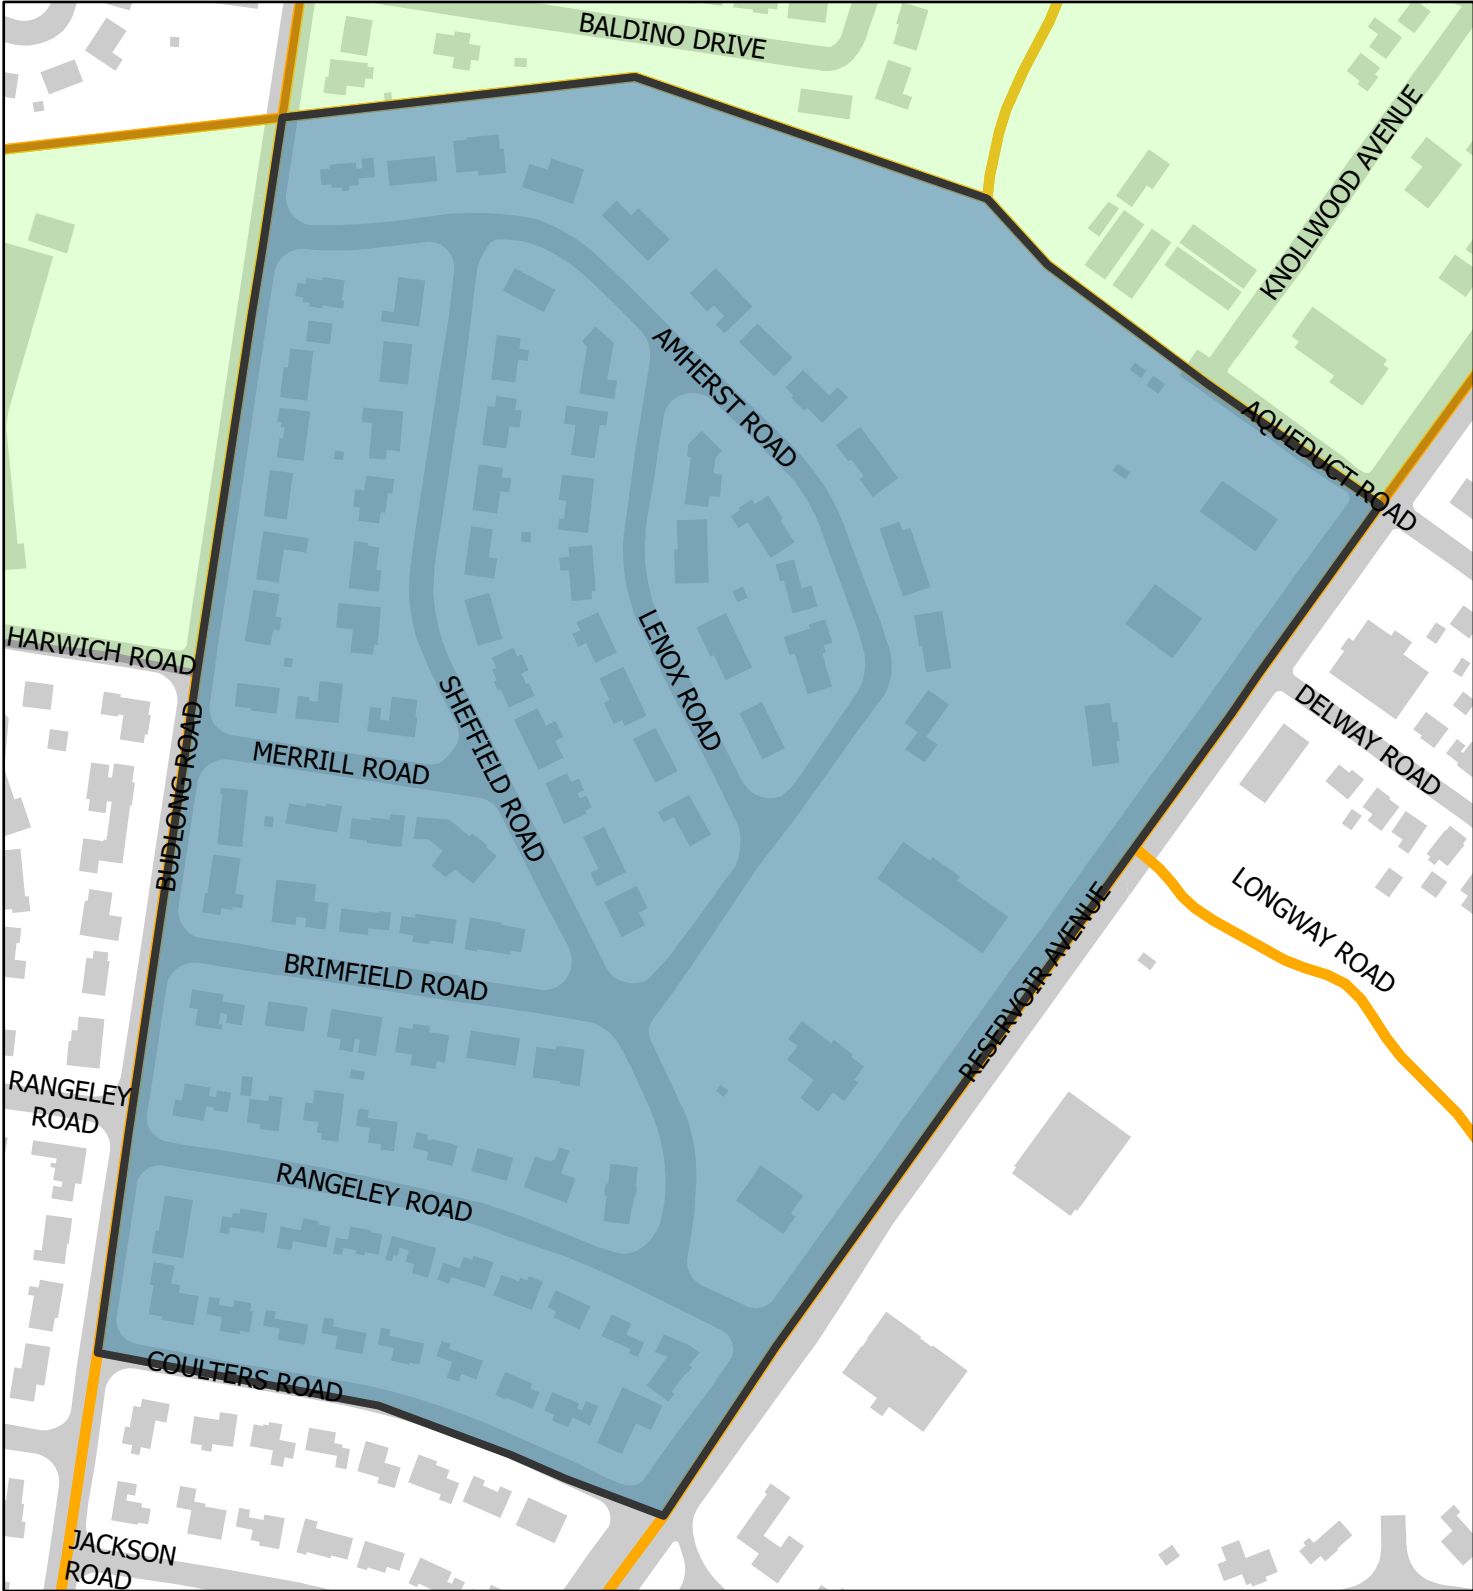 BALDINO DRIVE
KNOLLWOOD AVENUE
AMHERST ROAD
AQUEDUCT ROAD
HARWICH ROAD
LENOX ROAD
SHEFFIELD ROAD
DELWAY ROAD
BUDLONG ROAD
MERRILL ROAD
LONGWAY ROAD
RESERVOIR AVENUE
BRIMFIELD ROAD
RANGELEY
ROAD
RANGELEY ROAD
COULTERS ROAD
JACKSON
ROAD